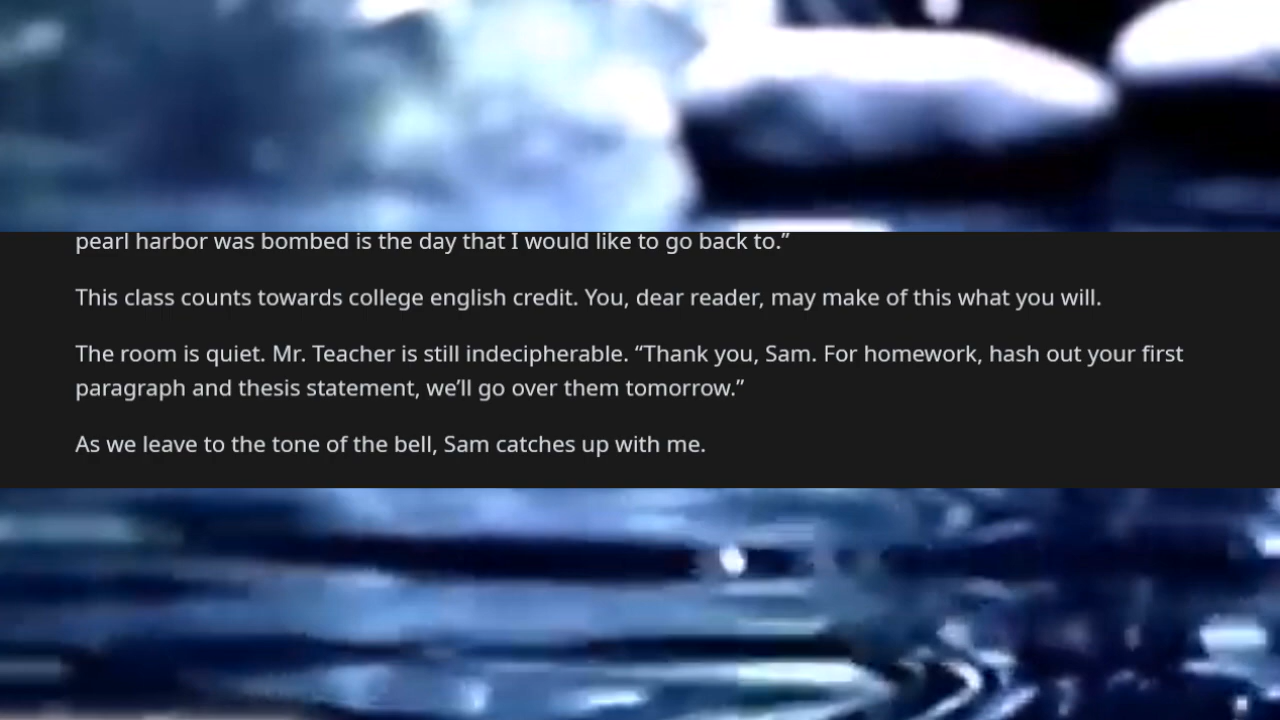 pearl harbor was bombed is the day that I would like to go back to.”
This class counts towards college english credit. You, dear reader, may make of this what you will.
The room is quiet. Mr. Teacher is still indecipherable. “Thank you, Sam. For homework, hash out your first
paragraph and thesis statement, we’ll go over them tomorrow.”
As we leave to the tone of the bell, Sam catches up with me.